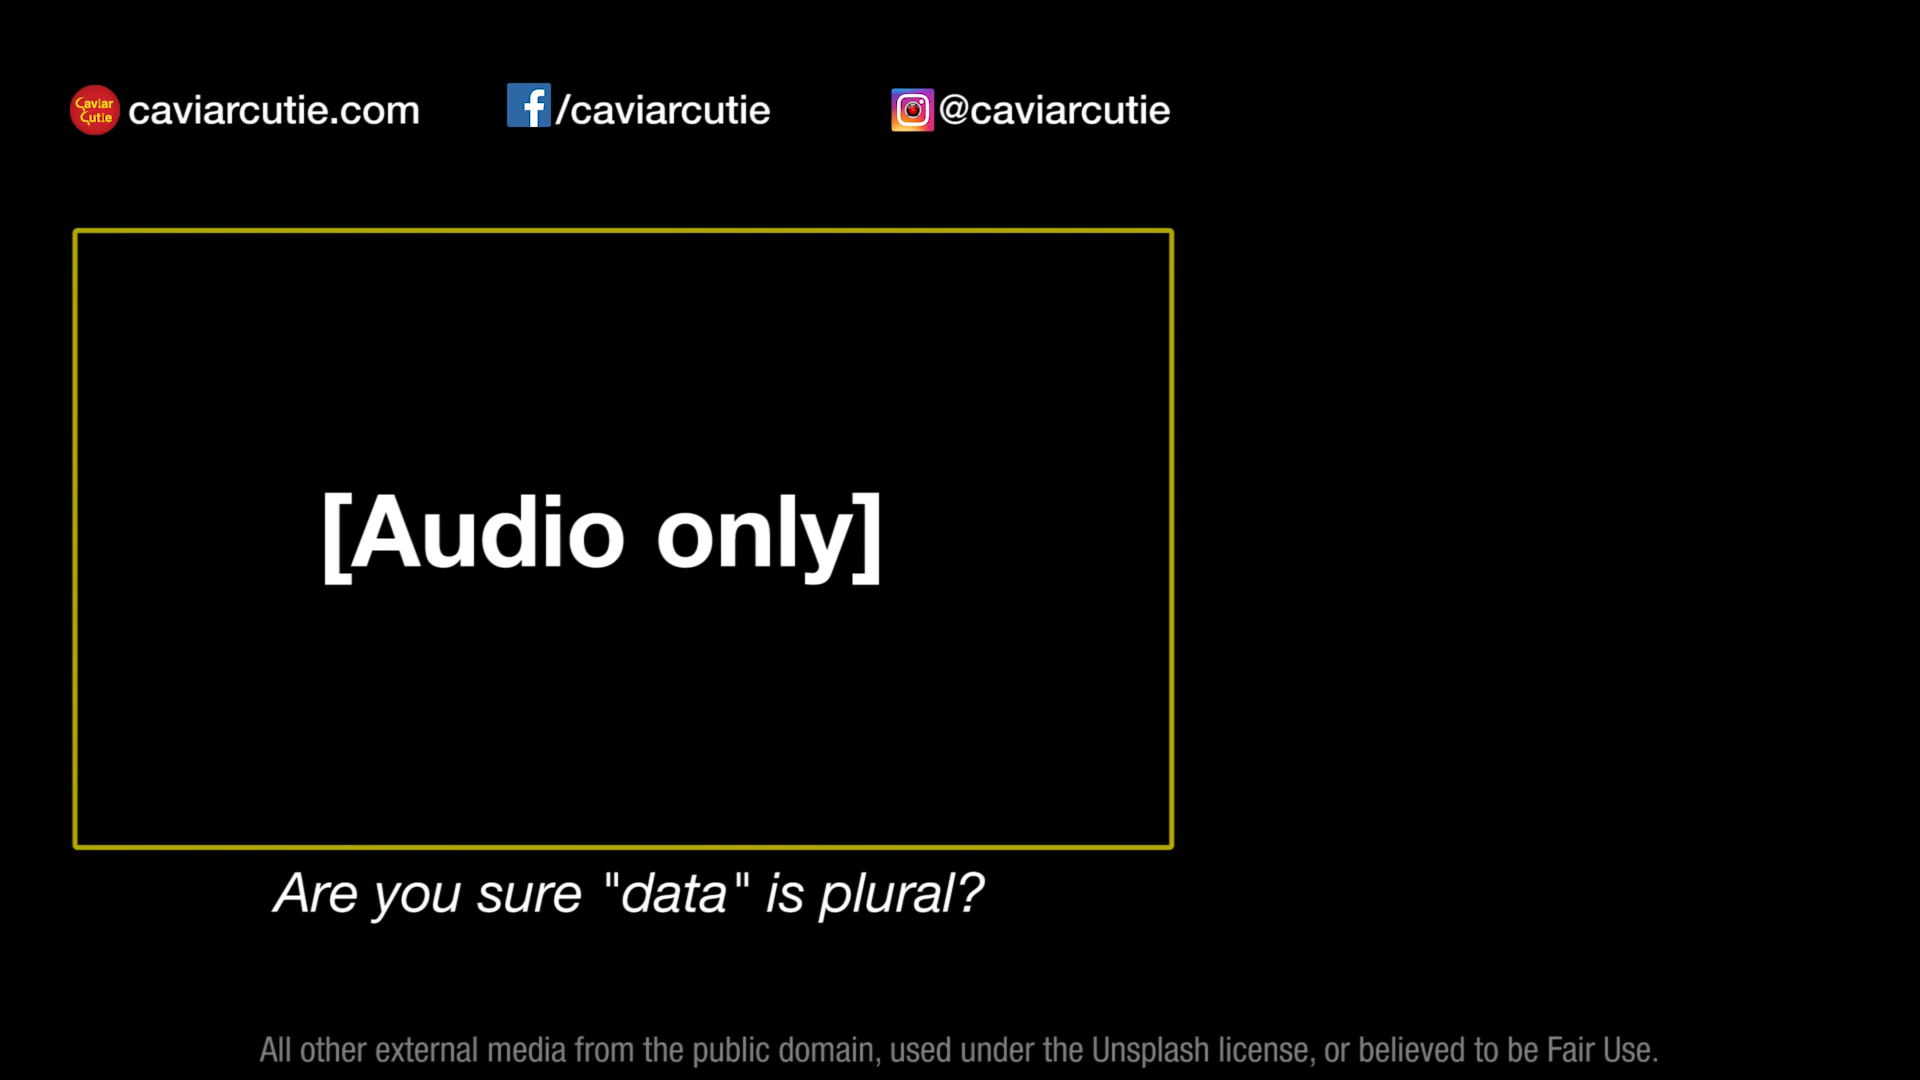 Caviar
Cutie
caviarcutie.com
f/caviarcutie
@caviarcutie
[Audio only]
Are you sure "data" is plural?
All other external media from the public domain, used under the Unsplash license, or believed to be Fair Use.